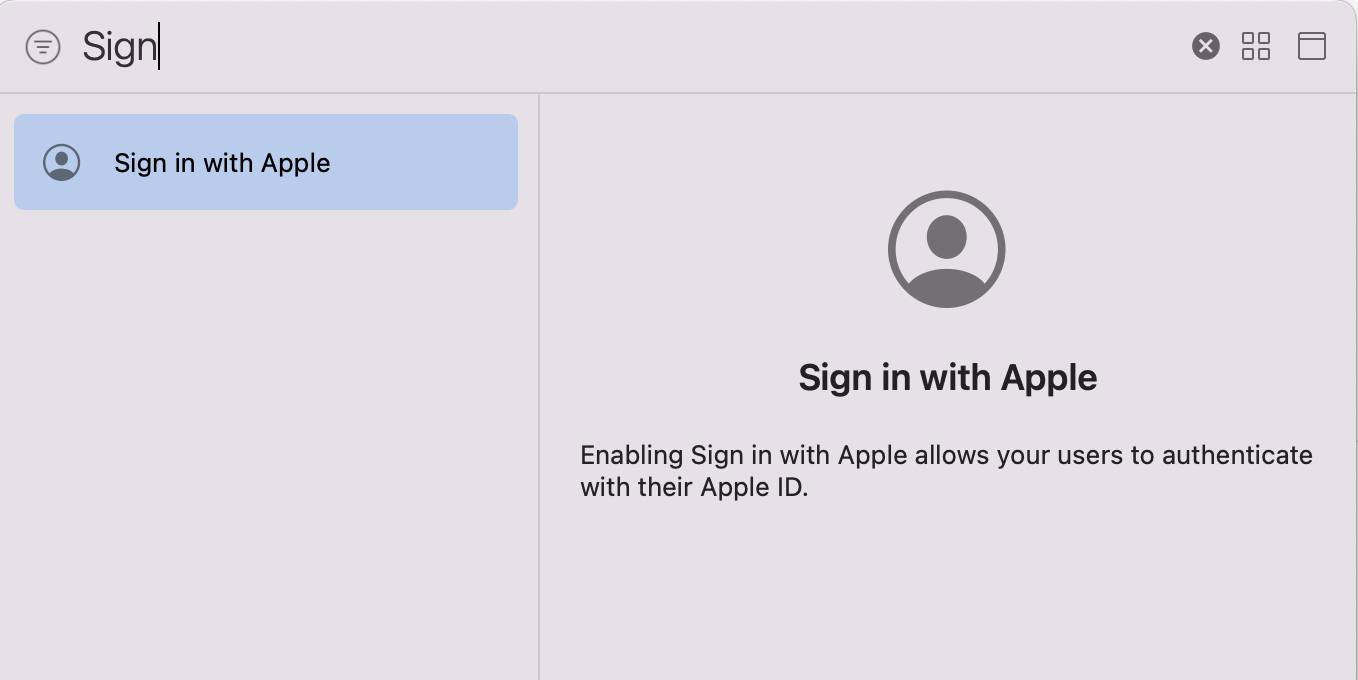 Sign
Sign in with Apple
Sign in with Apple
Enabling Sign in with Apple allows your users to authenticate
with their Apple ID.